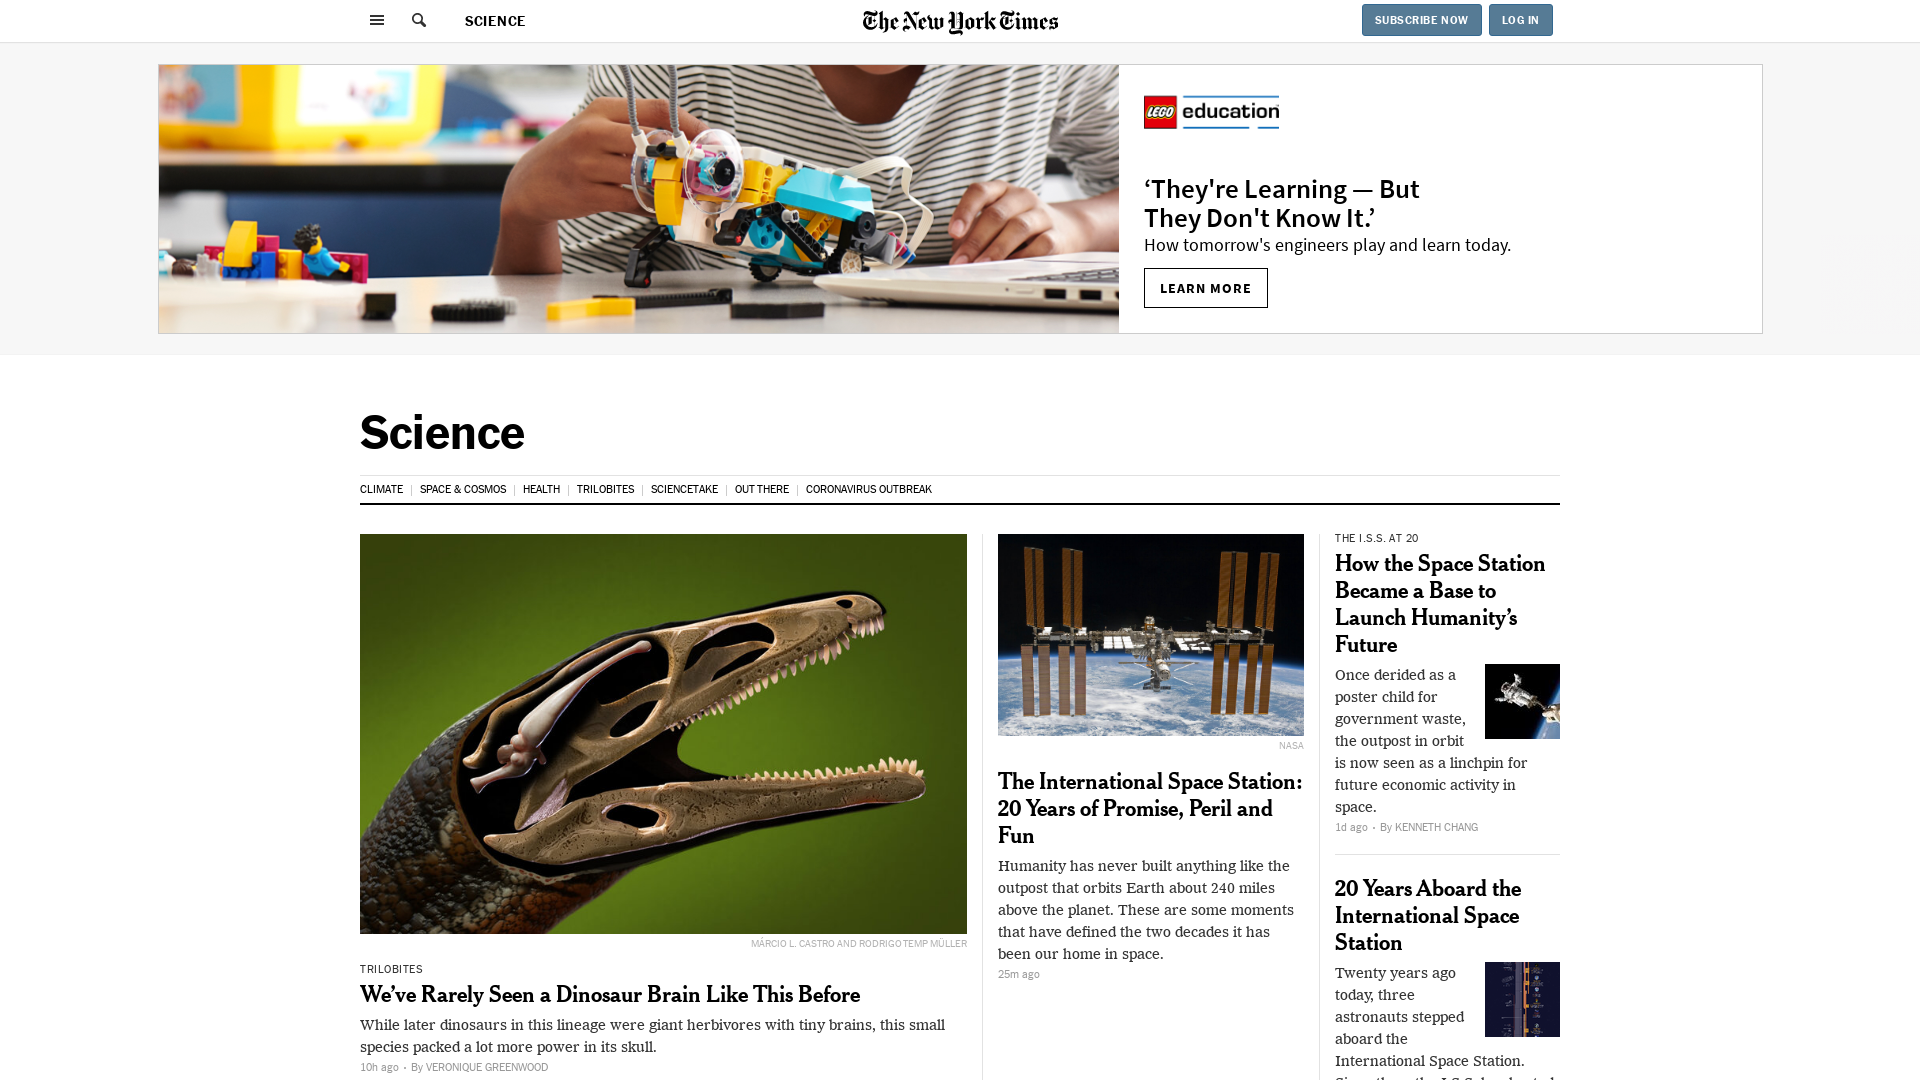 SCIENCE
The New York Times
SUBSCRIBE NOW
LOG IN
LEGO education
‘They're Learning — But
They Don't Know It.’
How tomorrow's engineers play and learn today.
LEARN MORE
Science
CLIMATE
SPACE & COSMOS
HEALTH
TRILOBITES
SCIENCETAKE
OUT THERE
CORONAVIRUS OUTBREAK
MÁRCIO L. CASTRO AND RODRIGO TEMP MÜLLER
TRILOBITES
We’ve Rarely Seen a Dinosaur Brain Like This Before
While later dinosaurs in this lineage were giant herbivores with tiny brains, this small
species packed a lot more power in its skull.
10h ago • By VERONIQUE GREENWOOD
NASA
The International Space Station:
20 Years of Promise, Peril and
Fun
Humanity has never built anything like the
outpost that orbits Earth about 240 miles
above the planet. These are some moments
that have defined the two decades it has
been our home in space.
25m ago
THE I.S.S. AT 20
How the Space Station
Became a Base to
Launch Humanity’s
Future
Once derided as a
poster child for
government waste,
the outpost in orbit
is now seen as a linchpin for
future economic activity in
space.
1d ago • By KENNETH CHANG
20 Years Aboard the
International Space
Station
Twenty years ago
today, three
astronauts stepped
aboard the
International Space Station.